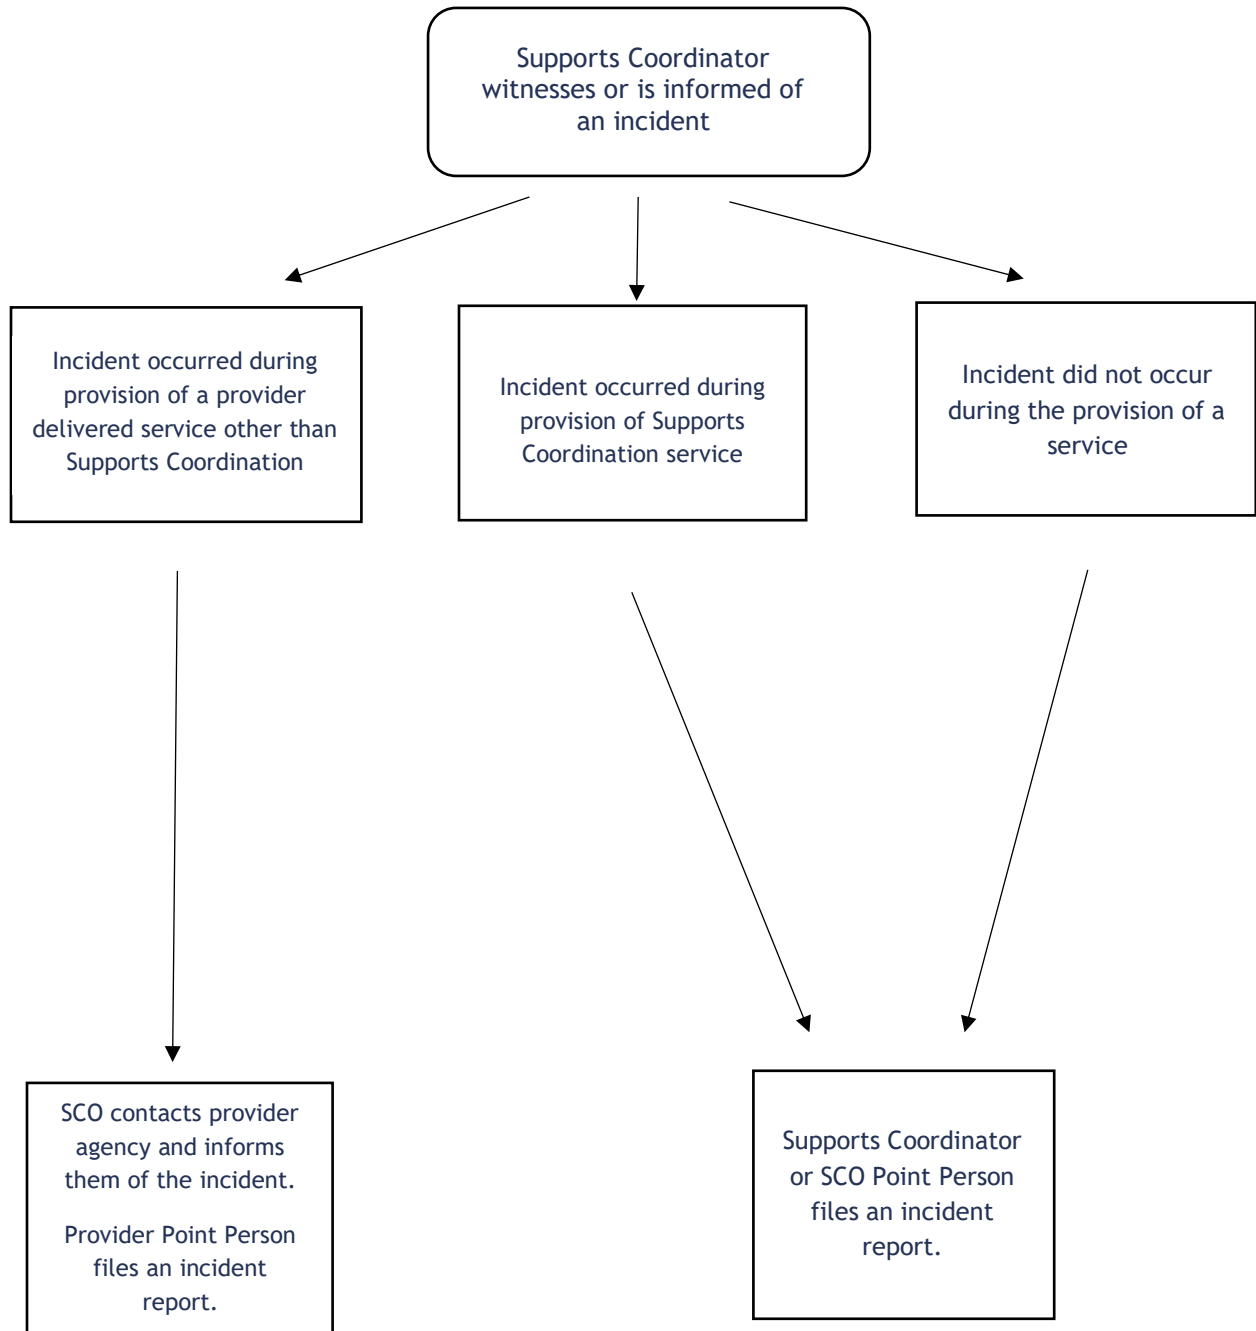 Supports Coordinator
witnesses or is informed of
an incident
Incident occurred during
provision of a provider
delivered service other than
Supports Coordination
Incident occurred during
provision of Supports
Coordination service
Incident did not occur
during the provision of a
service
SCO contacts provider
agency and informs
them of the incident.
Provider Point Person
files an incident
report.
Supports Coordinator
or SCO Point Person
files an incident
report.